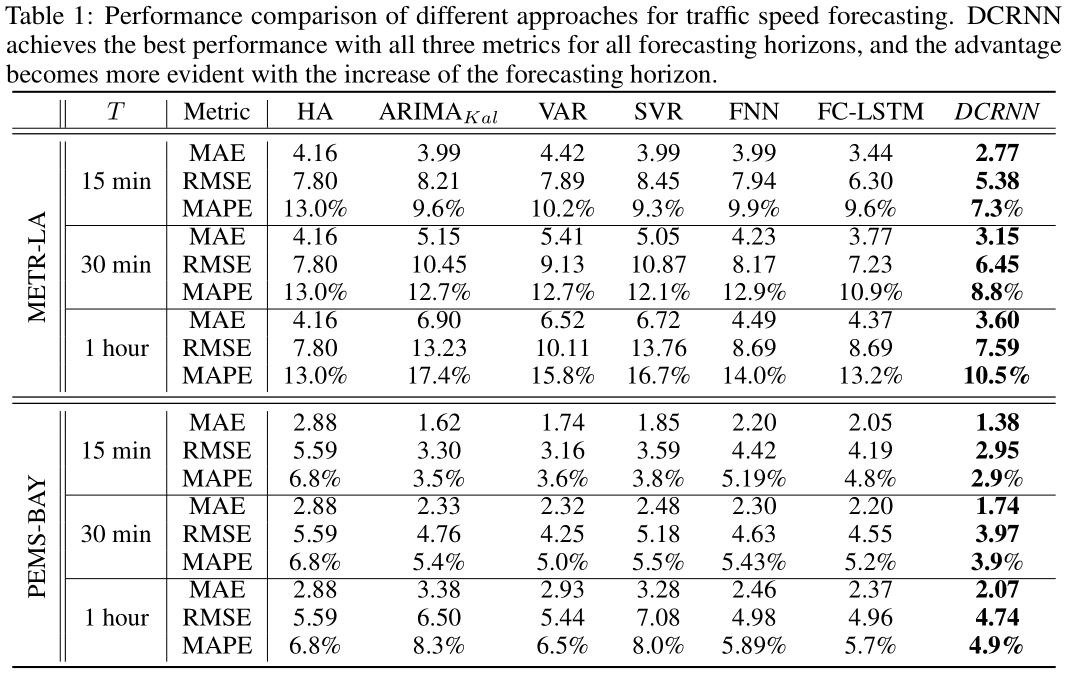 Table 1: Performance comparison of different approaches for traffic speed forecasting. DCRNN
achieves the best performance with all three metrics for all forecasting horizons, and the advantage
becomes more evident with the increase of the forecasting horizon.
T Metric HA ARIMA_Kal VAR SVR FNN FC-LSTM DCRNN
METR-LA
15 min
MAE 4.16 3.99 4.42 3.99 3.99 3.44 2.77
RMSE 7.80 8.21 7.89 8.45 7.94 6.30 5.38
MAPE 13.0% 9.6% 10.2% 9.3% 9.9% 9.6% 7.3%
30 min
MAE 4.16 5.15 5.41 5.05 4.23 3.77 3.15
RMSE 7.80 10.45 9.13 10.87 8.17 7.23 6.45
MAPE 13.0% 12.7% 12.7% 12.1% 12.9% 10.9% 8.8%
1 hour
MAE 4.16 6.90 6.52 6.72 4.49 4.37 3.60
RMSE 7.80 13.23 10.11 13.76 8.69 8.69 7.59
MAPE 13.0% 17.4% 15.8% 16.7% 14.0% 13.2% 10.5%
PEMS-BAY
15 min
MAE 2.88 1.62 1.74 1.85 2.20 2.05 1.38
RMSE 5.59 3.30 3.16 3.59 4.42 4.19 2.95
MAPE 6.8% 3.5% 3.6% 3.8% 5.19% 4.8% 2.9%
30 min
MAE 2.88 2.33 2.32 2.48 2.30 2.20 1.74
RMSE 5.59 4.76 4.25 5.18 4.63 4.55 3.97
MAPE 6.8% 5.4% 5.0% 5.5% 5.43% 5.2% 3.9%
1 hour
MAE 2.88 3.38 2.93 3.28 2.46 2.37 2.07
RMSE 5.59 6.50 5.44 7.08 4.98 4.96 4.74
MAPE 6.8% 8.3% 6.5% 8.0% 5.89% 5.7% 4.9%